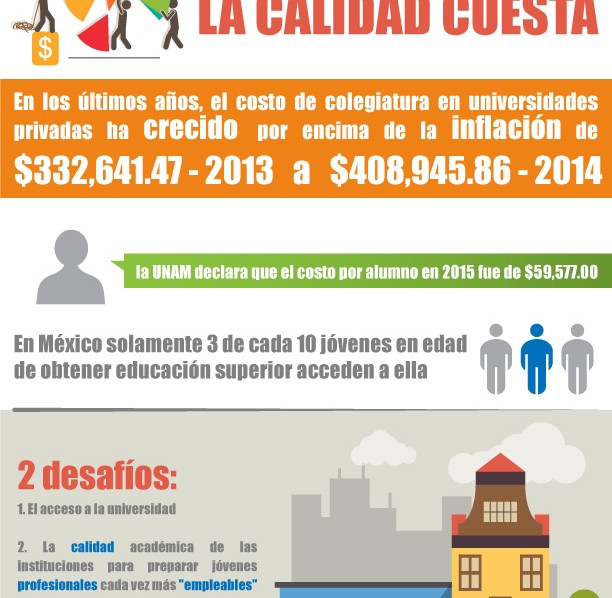 LA CALIDAD CUESTA
$
En los últimos años, el costo de colegiatura en universidades
privadas ha crecido por encima de la inflación de
$332,641.47 - 2013 a $408,945.86 - 2014
la UNAM declara que el costo por alumno en 2015 fue de $59,577.00
En México solamente 3 de cada 10 jóvenes en edad
de obtener educación superior acceden a ella
2 desafíos:
1. El acceso a la universidad
2. La calidad académica de las
instituciones para preparar jóvenes
profesionales cada vez más "empleables"